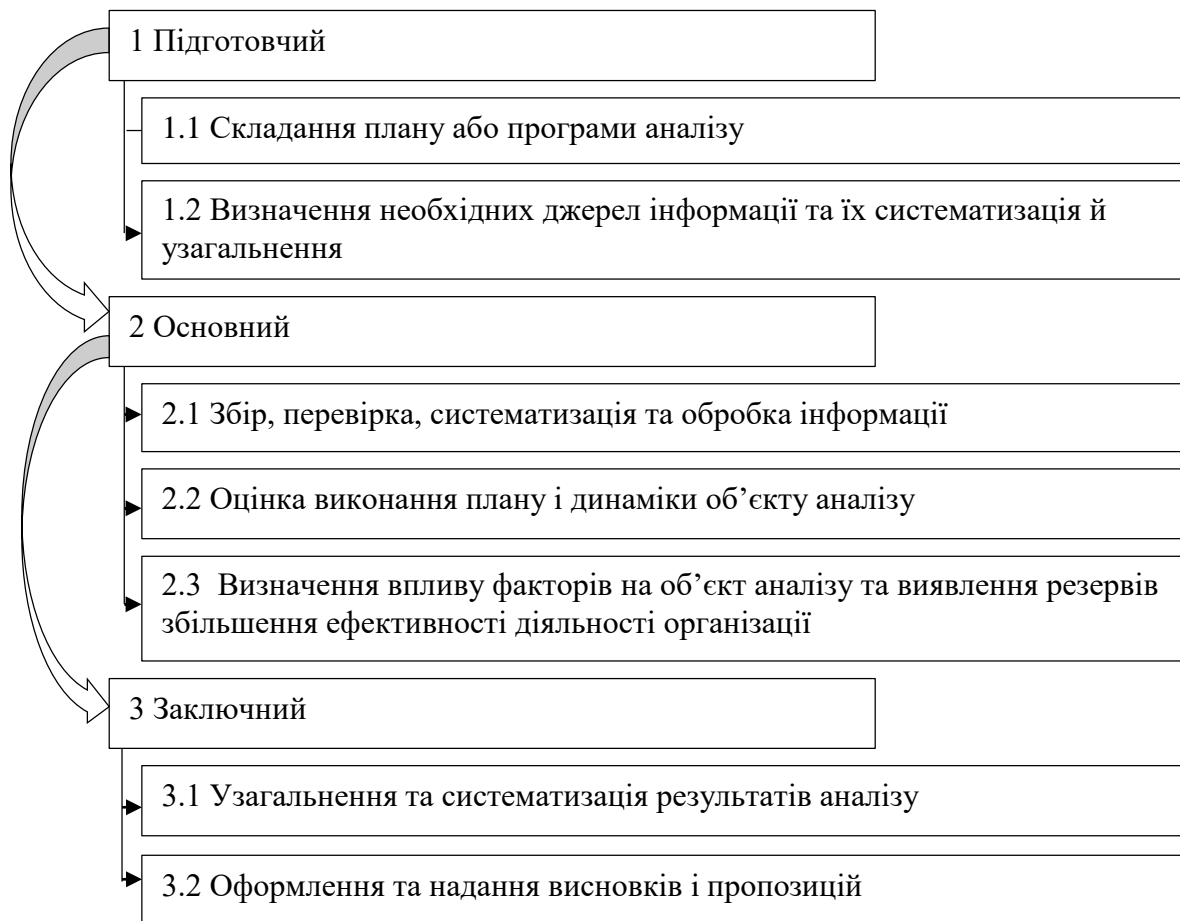 1 Підготовчий
1.1 Складання плану або програми аналізу
1.2 Визначення необхідних джерел інформації та їх систематизація й
узагальнення
2 Основний
2.1 Збір, перевірка, систематизація та обробка інформації
2.2 Оцінка виконання плану і динаміки об’єкту аналізу
2.3 Визначення впливу факторів на об’єкт аналізу та виявлення резервів
збільшення ефективності діяльності організації
3 Заключний
3.1 Узагальнення та систематизація результатів аналізу
3.2 Оформлення та надання висновків і пропозицій